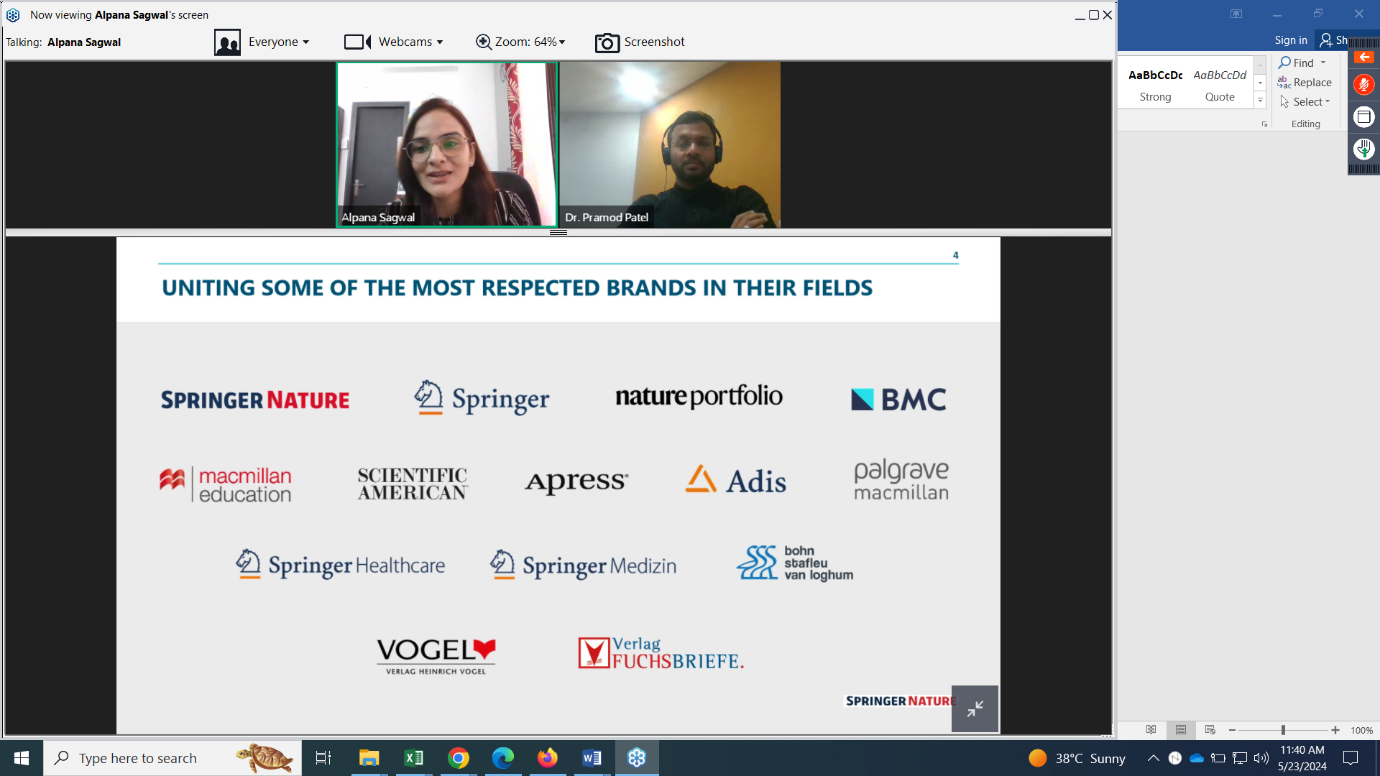 Now viewing Alpana Sagwal's screen
Talking: Alpana Sagwal
Everyone
Webcams
Zoom: 64%
Screenshot
Sign in
Sh
Find
Replace
Select
Editing
AaBbCcDc
AaBbCcDd
Strong
Quote
Alpana Sagwal
Dr. Pramod Patel
4
UNITING SOME OF THE MOST RESPECTED BRANDS IN THEIR FIELDS
SPRINGER NATURE
Springer
nature portfolio
BMC
macmillan
education
SCIENTIFIC
AMERICAN™
Apress®
Adis
palgrave
macmillan
Springer Healthcare
Springer Medizin
bohn
stafleu
van loghum
VOGEL
VERLAG HEINRICH VOGEL
Verlag
FUCHSBRIEFE.
SPRINGER NATURE
100%
Type here to search
38°C Sunny
11:40 AM
5/23/2024